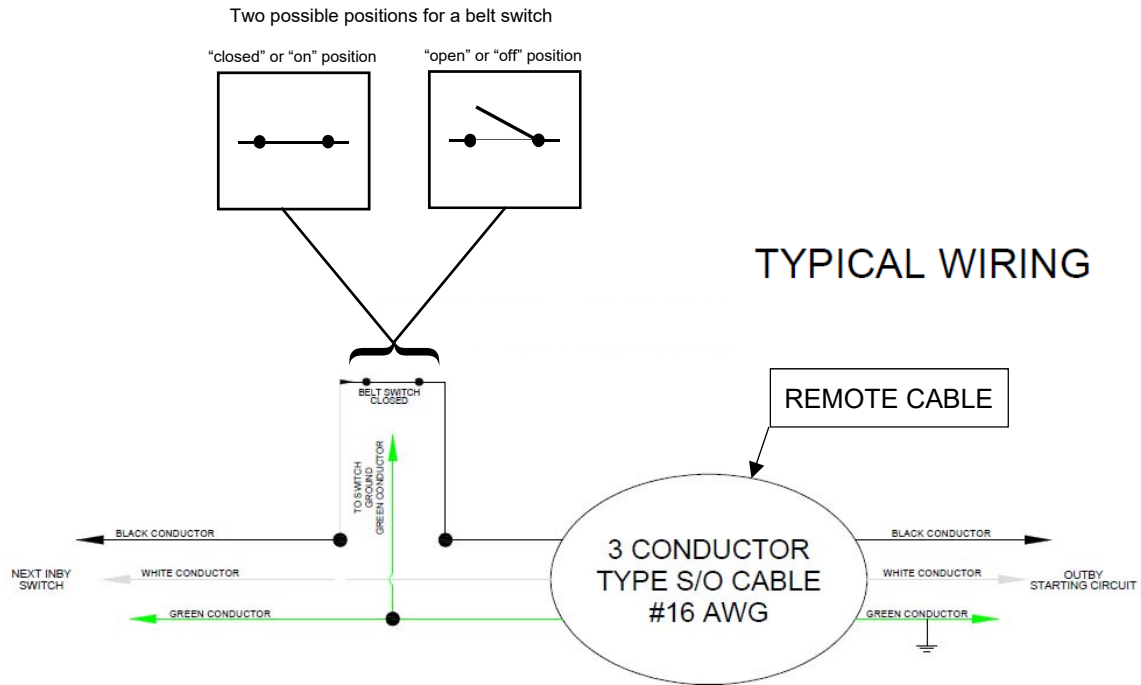 Two possible positions for a belt switch
“closed” or “on” position
“open” or “off” position
TYPICAL WIRING
REMOTE CABLE
BELT SWITCH
CLOSED
TO SWITCH
GROUND
GREEN CONDUCTOR
BLACK CONDUCTOR
WHITE CONDUCTOR
GREEN CONDUCTOR
NEXT INBY
SWITCH
3 CONDUCTOR
TYPE S/O CABLE
#16 AWG
BLACK CONDUCTOR
WHITE CONDUCTOR
GREEN CONDUCTOR
OUTBY
STARTING CIRCUIT